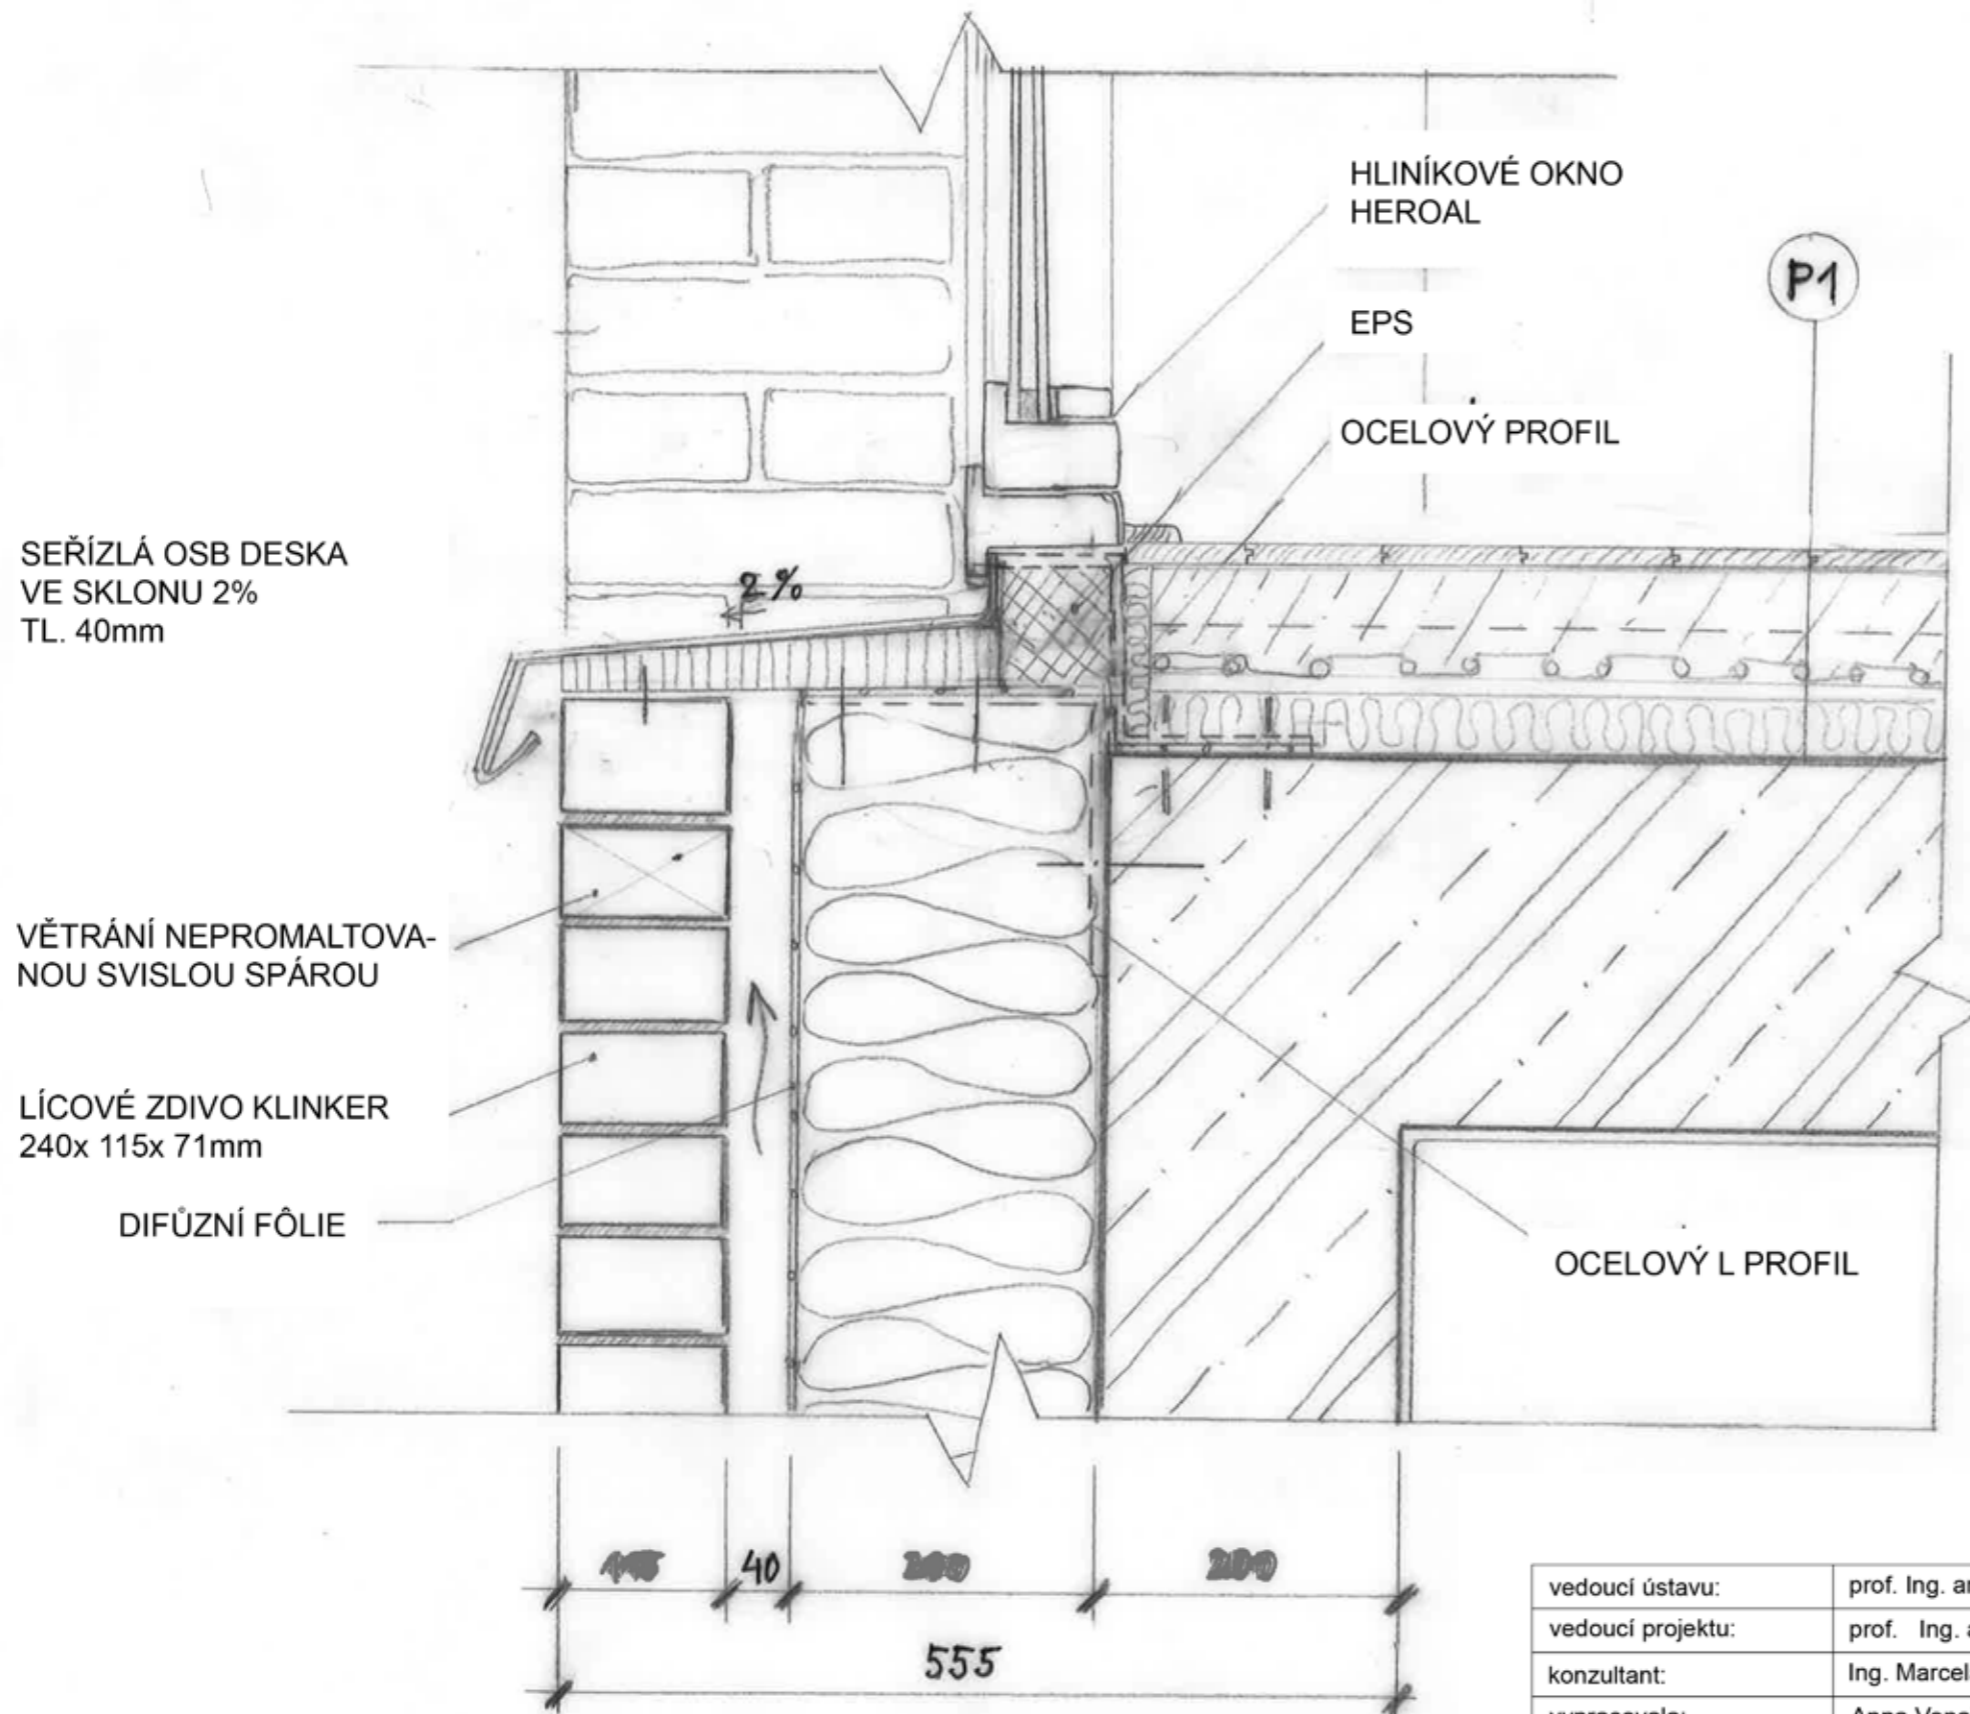 HLINÍKOVÉ OKNO
HEROAL
P1
EPS
OCELOVÝ PROFIL
SEŘÍZLÁ OSB DESKA
VE SKLONU 2%
TL. 40mm
2%
VĚTRÁNÍ NEPROMALTOVA-
NOU SVISLOU SPÁROU
LÍCOVÉ ZDIVO KLINKER
240x 115x 71mm
DIFŮZNÍ FÔLIE
OCELOVÝ L PROFIL
40
555
vedoucí ústavu: prof. Ing.
vedoucí projektu: prof. Ing.
konzultant: Ing.